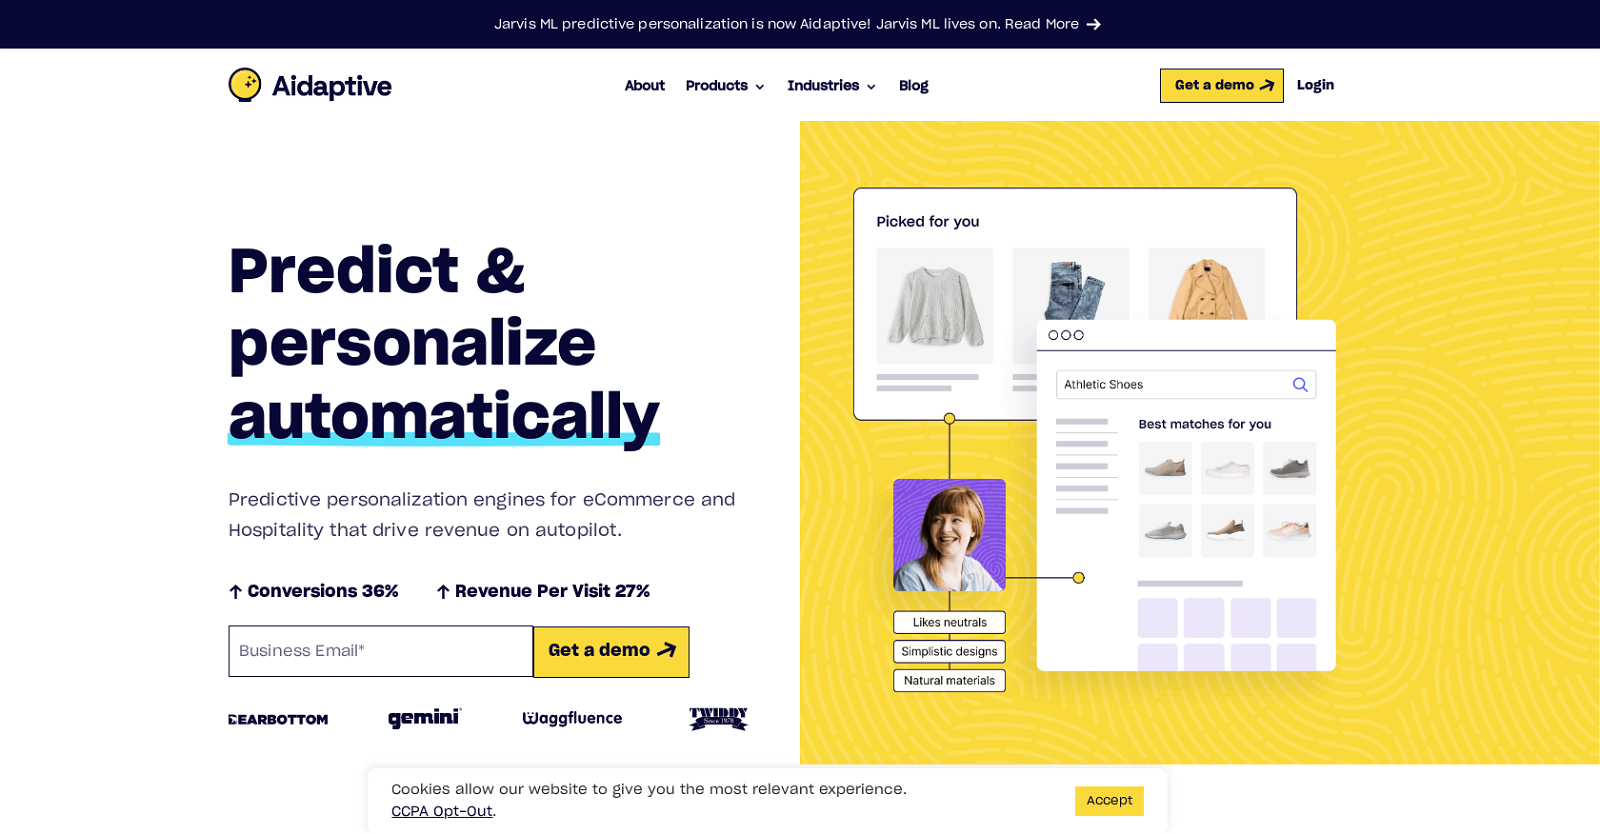 Jarvis ML predictive personalization is now Aidaptive! Jarvis ML lives on. Read More
Aidaptive
About Products Industries Blog
Get a demo Login
Predict &
personalize
automatically
Predictive personalization engines for eCommerce and
Hospitality that drive revenue on autopilot.
↑ Conversions 36% ↑ Revenue Per Visit 27%
Business Email*
Get a demo
BEARBOTTOM gemini Waggfluence TWIDDY
Since 1978
Picked for you
Athletic Shoes
Best matches for you
Likes neutrals
Simplistic designs
Natural materials
Cookies allow our website to give you the most relevant experience.
CCPA Opt-Out.
Accept